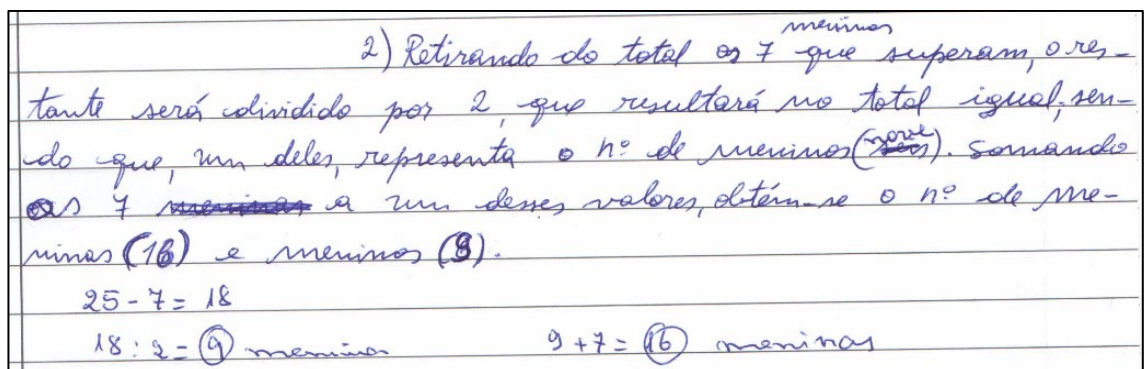 meninas
2) Retirando do total as 7 que superam, o res-
tante será dividido por 2, que resultará no total igual, sen-
do que, um deles, representa o nº de meninos (nove). Somando
as 7 meninas a um desses valores, obtém-se o nº de me-
ninas (16) e meninos (9).
25 - 7 = 18
18 : 2 = 9 meninos 9 + 7 = 16 meninas